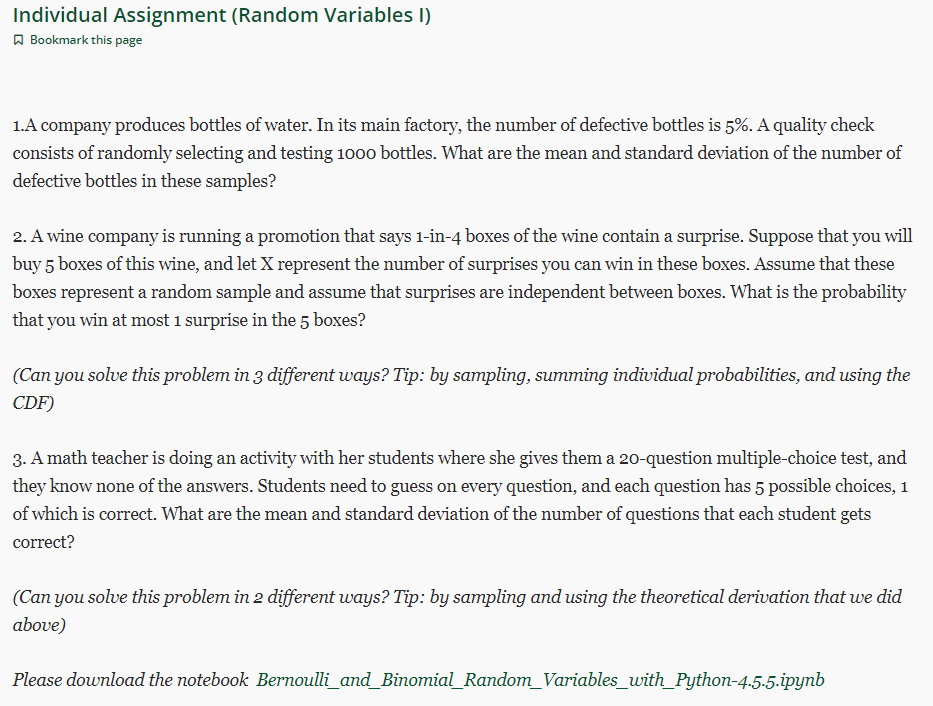 Individual Assignment (Random Variables I)
Bookmark this page
1.A company produces bottles of water. In its main factory, the number of defective bottles is 5%. A quality check
consists of randomly selecting and testing 1000 bottles. What are the mean and standard deviation of the number of
defective bottles in these samples?
2. A wine company is running a promotion that says 1-in-4 boxes of the wine contain a surprise. Suppose that you will
buy 5 boxes of this wine, and let X represent the number of surprises you can win in these boxes. Assume that these
boxes represent a random sample and assume that surprises are independent between boxes. What is the probability
that you win at most 1 surprise in the 5 boxes?
(Can you solve this problem in 3 different ways? Tip: by sampling, summing individual probabilities, and using the
CDF)
3. A math teacher is doing an activity with her students where she gives them a 20-question multiple-choice test, and
they know none of the answers. Students need to guess on every question, and each question has 5 possible choices, 1
of which is correct. What are the mean and standard deviation of the number of questions that each student gets
correct?
(Can you solve this problem in 2 different ways? Tip: by sampling and using the theoretical derivation that we did
above)
Please download the notebook Bernoulli_and_Binomial_Random_Variables_with_Python-4.5.5.ipynb